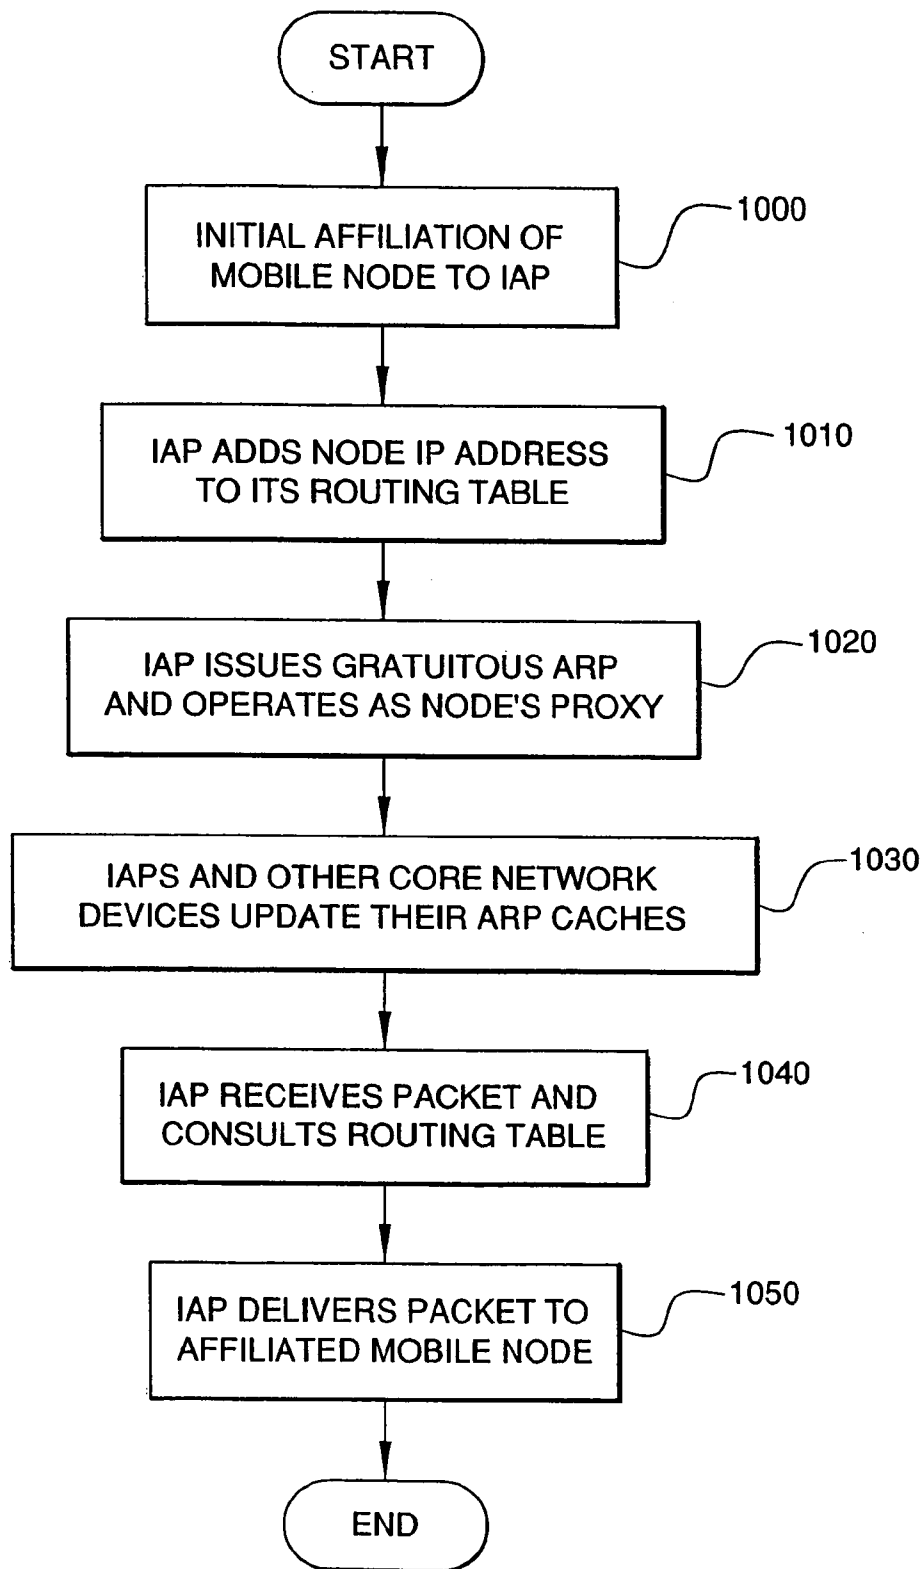 START
INITIAL AFFILIATION OF
MOBILE NODE TO IAP
1000
IAP ADDS NODE IP ADDRESS
TO ITS ROUTING TABLE
1010
IAP ISSUES GRATUITOUS ARP
AND OPERATES AS NODE'S PROXY
1020
IAPS AND OTHER CORE NETWORK
DEVICES UPDATE THEIR ARP CACHES
1030
IAP RECEIVES PACKET AND
CONSULTS ROUTING TABLE
1040
IAP DELIVERS PACKET TO
AFFILIATED MOBILE NODE
1050
END